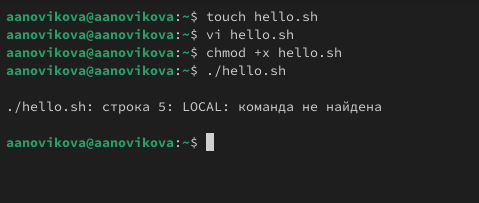 aanovikova@aanovikova:~$ touch hello.sh
aanovikova@aanovikova:~$ vi hello.sh
aanovikova@aanovikova:~$ chmod +x hello.sh
aanovikova@aanovikova:~$ ./hello.sh
./hello.sh: строка 5: LOCAL: команда не найдена
aanovikova@aanovikova:~$